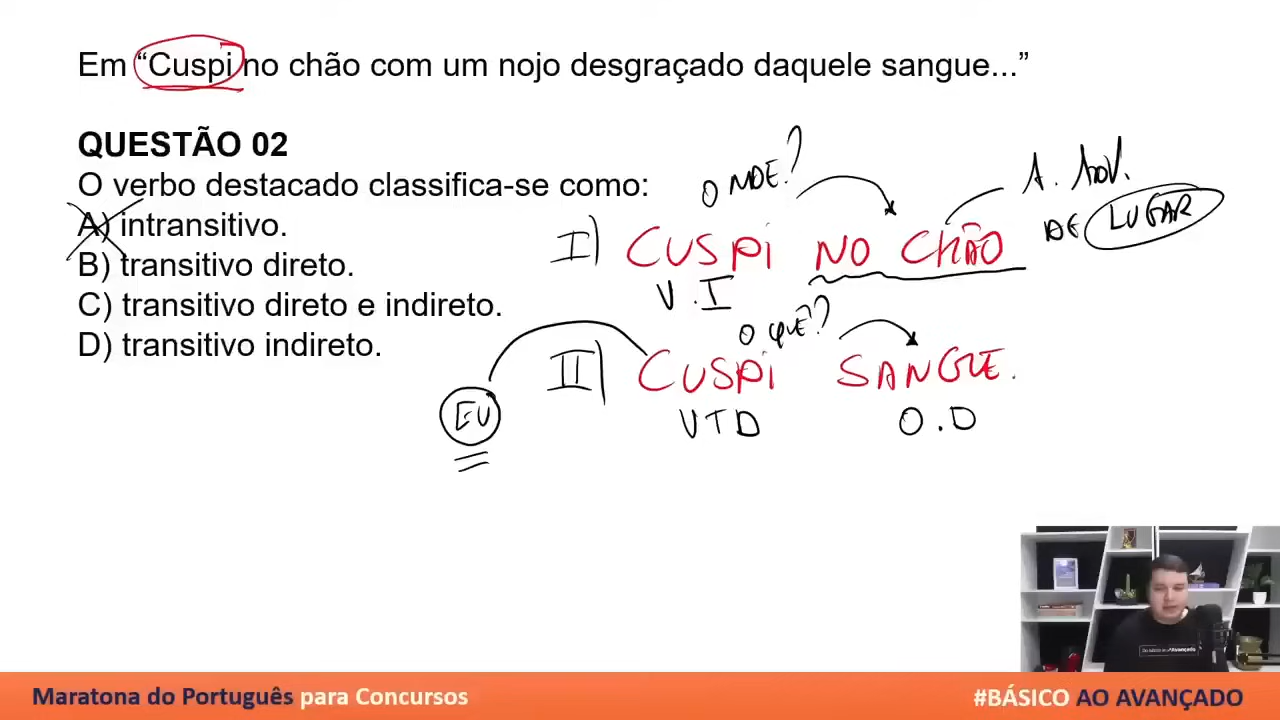 Em “Cuspi no chão com um nojo desgraçado daquele sangue...”
QUESTÃO 02
O verbo destacado classifica-se como:
A) intransitivo.
B) transitivo direto.
C) transitivo direto e indireto.
D) transitivo indireto.
ONDE?
A. ADV.
DE LUGAR
I) CUSPI NO CHÃO
V.I
O QUÊ?
II) CUSPI SANGUE.
EU
VTD O.D
Maratona do Português para Concursos
#BÁSICO AO AVANÇADO